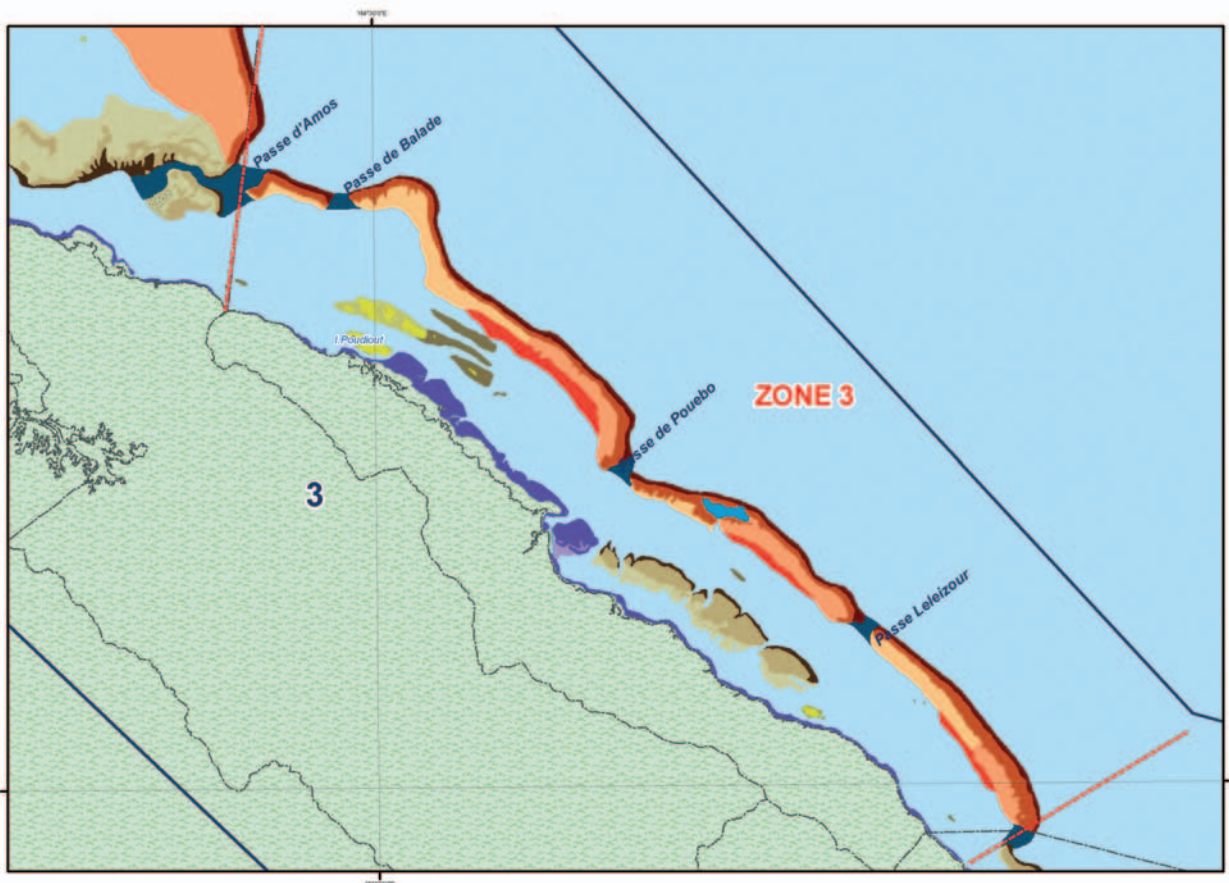 Passe d'Amos
Passe de Balade
I Poudiout
ZONE 3
sse de Pouebo
3
Passe Leleizour